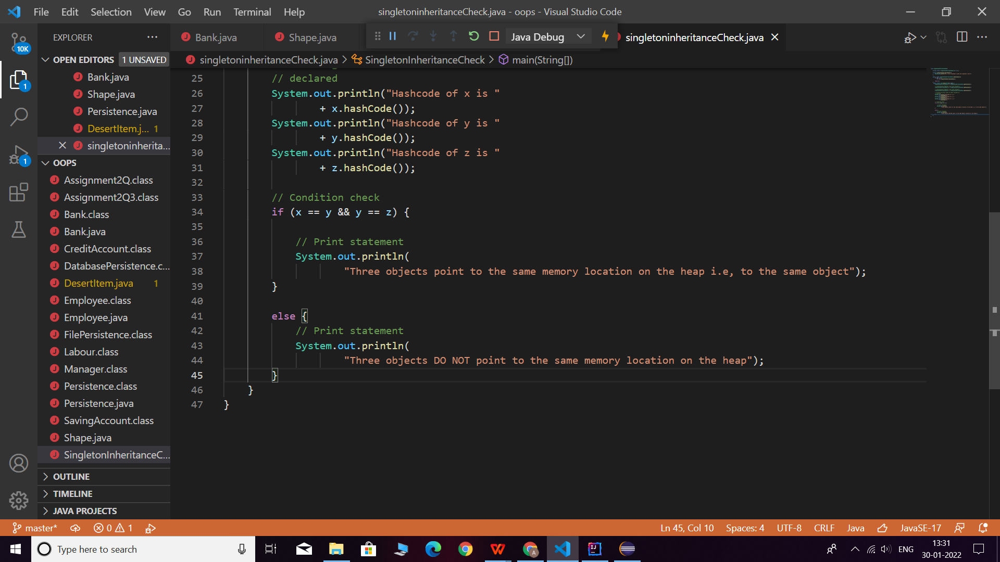 File Edit Selection View Go Run Terminal Help
singletoninheritanceCheck.java - oops - Visual Studio Code
EXPLORER
Bank.java
Shape.java
Java Debug
singletoninheritanceCheck.java
10K
OPEN EDITORS
1 UNSAVED
singletoninheritanceCheck.java > SingletonInheritanceCheck > main(String[])
1
Bank.java
Shape.java
Persistence.java
DesertItem.j... 1
singletoninherita...
1
OOPS
Assignment2Q.class
Assignment2Q3.class
Bank.class
Bank.java
CreditAccount.class
DatabasePersistence.c...
DesertItem.java 1
Employee.class
Employee.java
FilePersistence.class
Labour.class
Manager.class
Persistence.class
Persistence.java
SavingAccount.class
Shape.java
SingletonInheritanceC...
OUTLINE
TIMELINE
JAVA PROJECTS
25 // declared
26 System.out.println("Hashcode of x is "
27 + x.hashCode());
28 System.out.println("Hashcode of y is "
29 + y.hashCode());
30 System.out.println("Hashcode of z is "
31 + z.hashCode());
32
33 // Condition check
34 if (x == y && y == z) {
35
36 // Print statement
37 System.out.println(
38 "Three objects point to the same memory location on the heap i.e, to the same object");
39 }
40
41 else {
42 // Print statement
43 System.out.println(
44 "Three objects DO NOT point to the same memory location on the heap");
45 }
46 }
47 }
master* 0 1
Ln 45, Col 10 Spaces: 4 UTF-8 CRLF Java JavaSE-17
Type here to search
ENG
13:31
30-01-2022